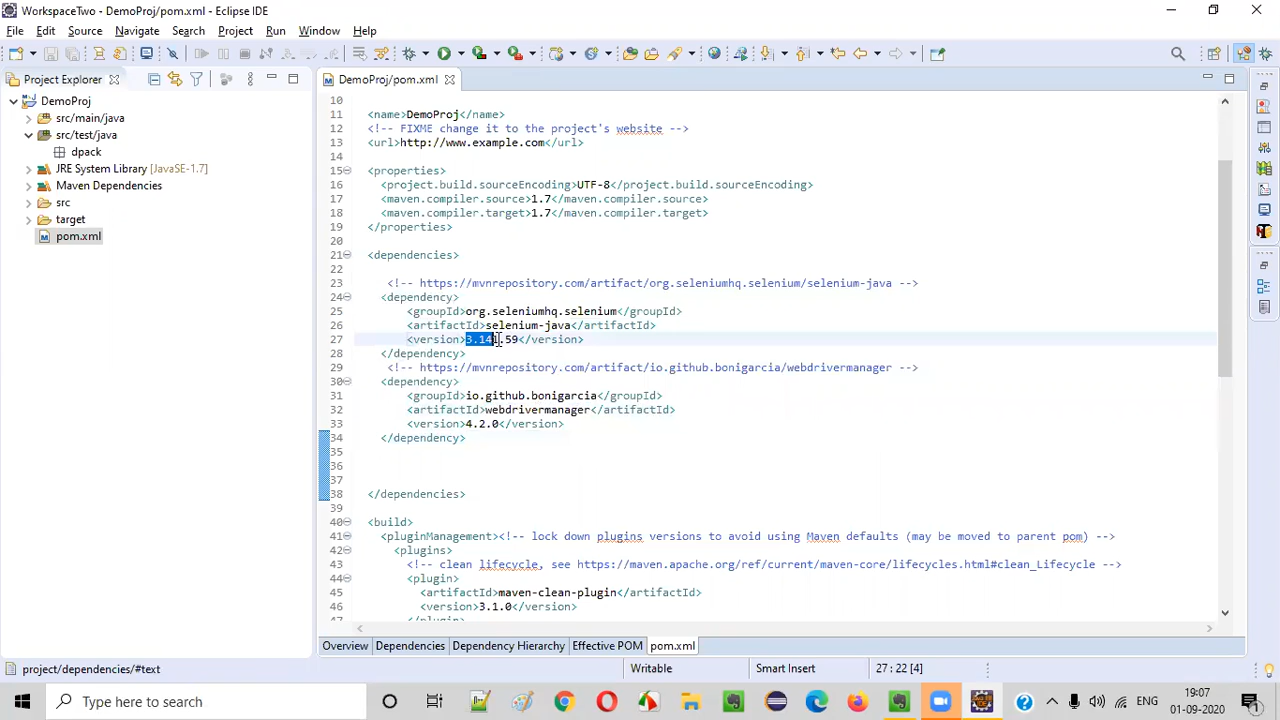 WorkspaceTwo - DemoProj/pom.xml - Eclipse IDE
File Edit Source Navigate Search Project Run Window Help
Project Explorer
DemoProj/pom.xml
DemoProj
src/main/java
src/test/java
dpack
JRE System Library [JavaSE-1.7]
Maven Dependencies
src
target
pom.xml
10
11 <name>DemoProj</name>
12 <!-- FIXME change it to the project's website -->
13 <url>http://www.example.com</url>
14
15 <properties>
16 <project.build.sourceEncoding>UTF-8</project.build.sourceEncoding>
17 <maven.compiler.source>1.7</maven.compiler.source>
18 <maven.compiler.target>1.7</maven.compiler.target>
19 </properties>
20
21 <dependencies>
22
23 <!-- https://mvnrepository.com/artifact/org.seleniumhq.selenium/selenium-java -->
24 <dependency>
25 <groupId>org.seleniumhq.selenium</groupId>
26 <artifactId>selenium-java</artifactId>
27 <version>3.141.59</version>
28 </dependency>
29 <!-- https://mvnrepository.com/artifact/io.github.bonigarcia/webdrivermanager -->
30 <dependency>
31 <groupId>io.github.bonigarcia</groupId>
32 <artifactId>webdrivermanager</artifactId>
33 <version>4.2.0</version>
34 </dependency>
35
36
37
38 </dependencies>
39
40 <build>
41 <pluginManagement><!-- lock down plugins versions to avoid using Maven defaults (may be moved to parent pom) -->
42 <plugins>
43 <!-- clean lifecycle, see https://maven.apache.org/ref/current/maven-core/lifecycles.html#clean_Lifecycle -->
44 <plugin>
45 <artifactId>maven-clean-plugin</artifactId>
46 <version>3.1.0</version>
</plugin>
Overview Dependencies Dependency Hierarchy Effective POM pom.xml
project/dependencies/#text Writable Smart Insert 27 : 22 [4]
Type here to search
ENG 19:07
01-09-2020